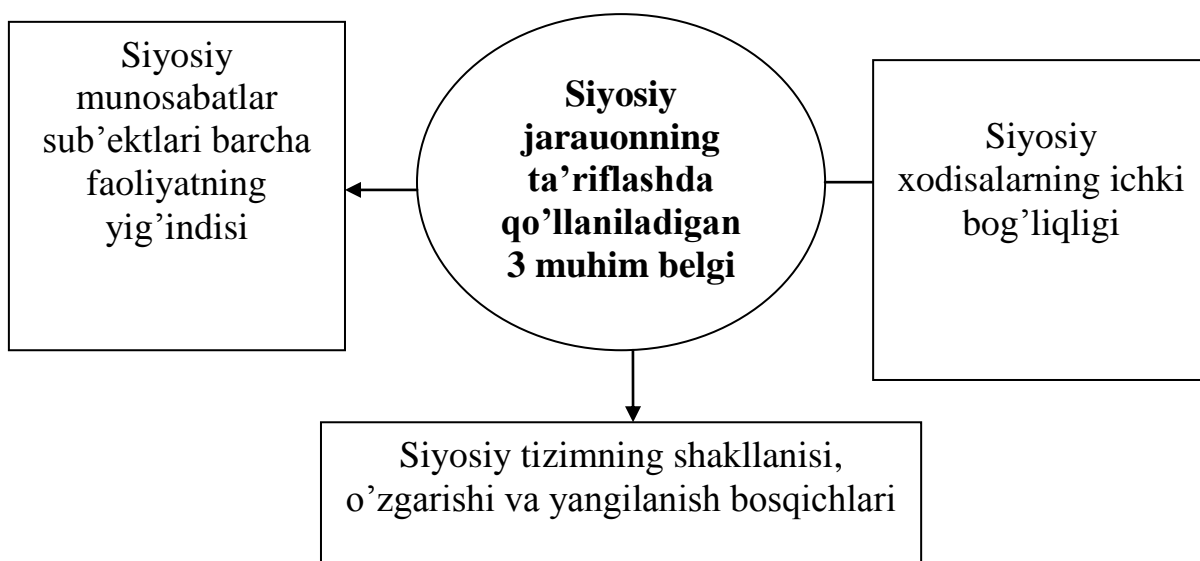 Siyosiy
munosabatlar
sub’ektlari barcha
faoliyatning
yig’indisi
Siyosiy
jarauonning
ta’riflashda
qo’llaniladigan
3 muhim belgi
Siyosiy
xodisalarning ichki
bog’liqligi
Siyosiy tizimning shakllanisi,
o’zgarishi va yangilanish bosqichlari